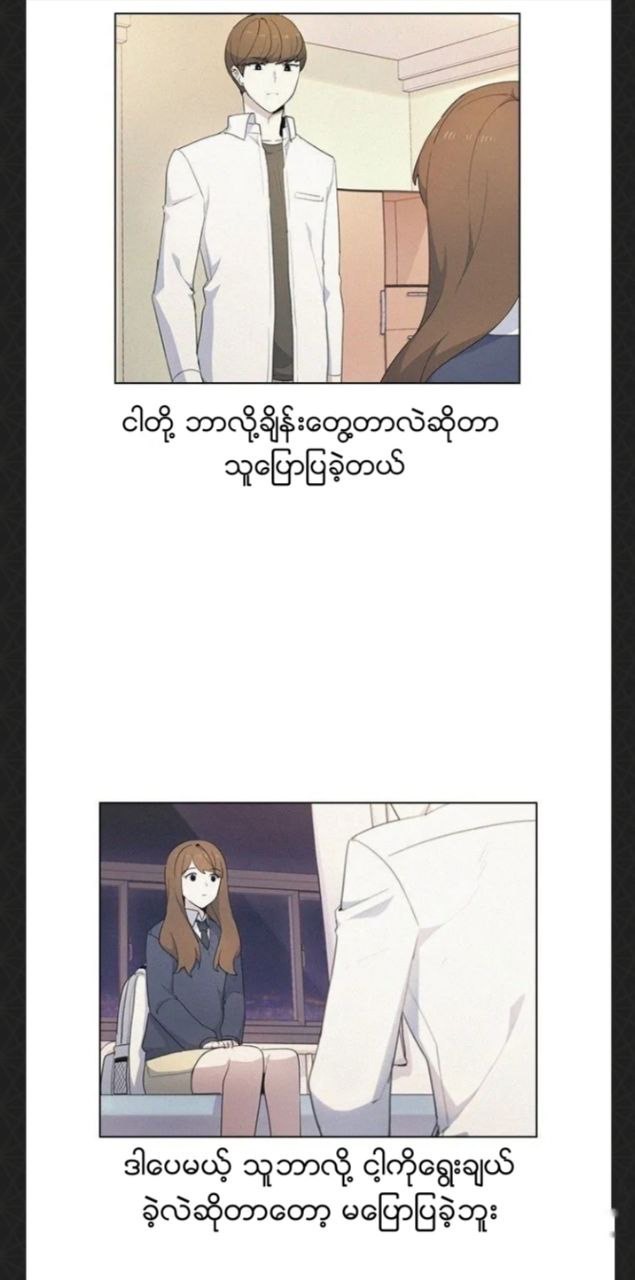 ငါတို့ ဘာလို့ချိန်းတွေ့တာလဲဆိုတာ
သူပြောပြခဲ့တယ်
ဒါပေမယ့် သူဘာလို့ ငါ့ကိုရွေးချယ်
ခဲ့လဲဆိုတာတော့ မပြောပြခဲ့ဘူး